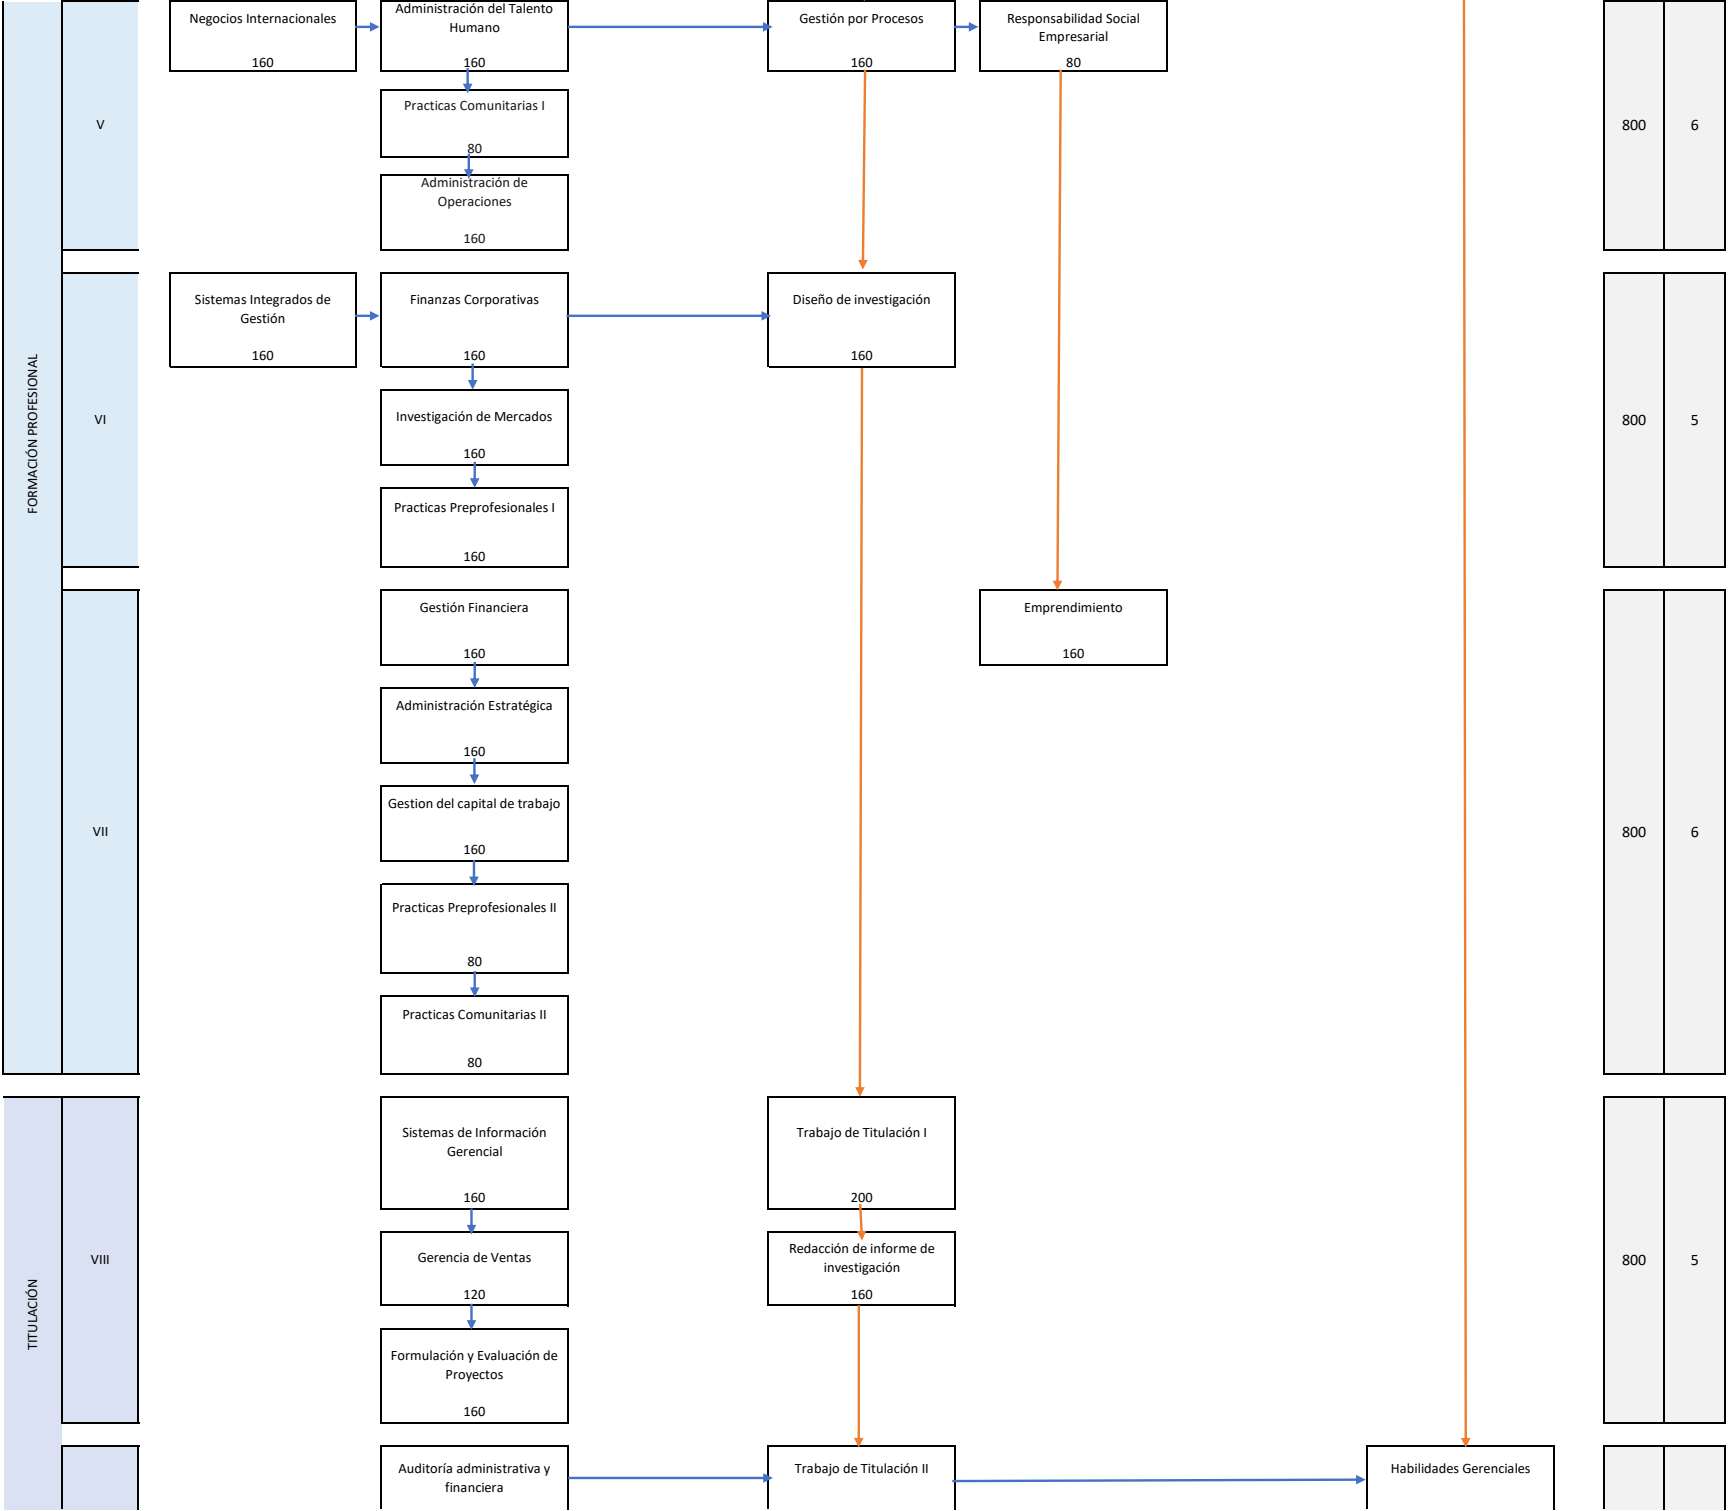 Negocios Internacionales
160
Administración del Talento
Humano
160
Gestión por Procesos
160
Responsabilidad Social
Empresarial
80
Practicas Comunitarias I
80
Administración de
Operaciones
160
V
800
6
FORMACIÓN PROFESIONAL
Sistemas Integrados de
Gestión
160
Finanzas Corporativas
160
Diseño de investigación
160
Investigación de Mercados
160
Practicas Preprofesionales I
160
VI
800
5
Gestión Financiera
160
Emprendimiento
160
Administración Estratégica
160
Gestion del capital de trabajo
160
Practicas Preprofesionales II
80
Practicas Comunitarias II
80
VII
800
6
Sistemas de Información
Gerencial
160
Trabajo de Titulación I
200
Gerencia de Ventas
120
Redacción de informe de
investigación
160
Formulación y Evaluación de
Proyectos
160
VIII
800
5
TITULACIÓN
Auditoría administrativa y
financiera
Trabajo de Titulación II
Habilidades Gerenciales